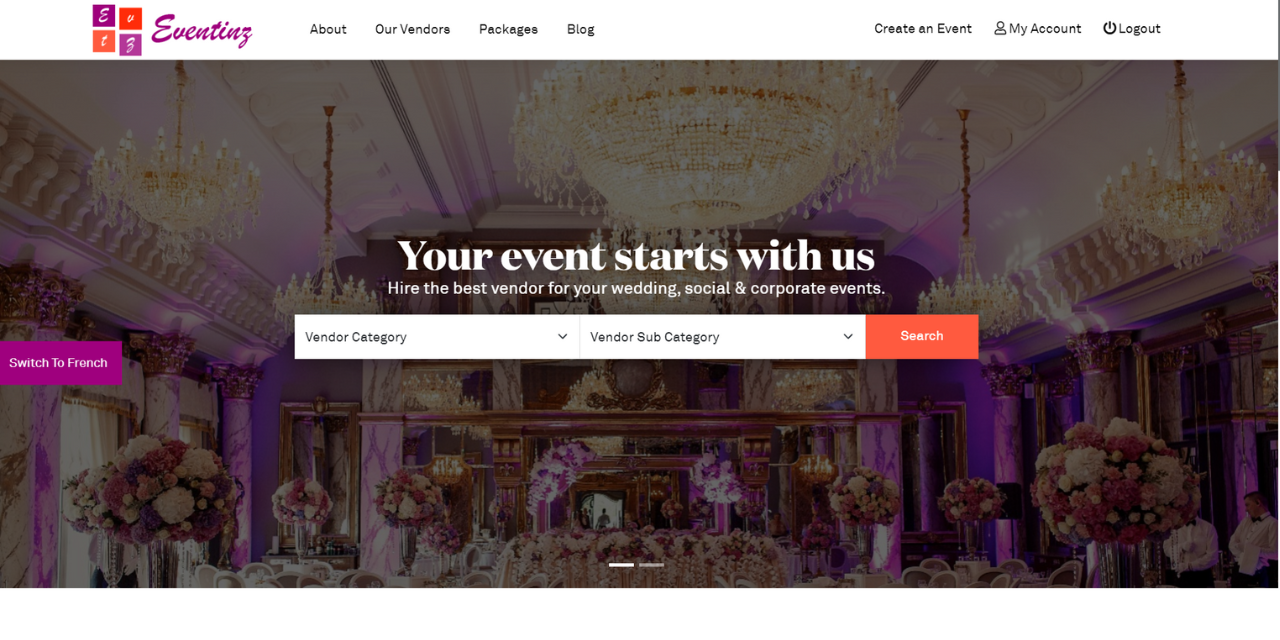 E v
t z
Eventinz
About Our Vendors Packages Blog
Create an Event My Account Logout
Your event starts with us
Hire the best vendor for your wedding, social & corporate events.
Vendor Category Vendor Sub Category Search
Switch To French